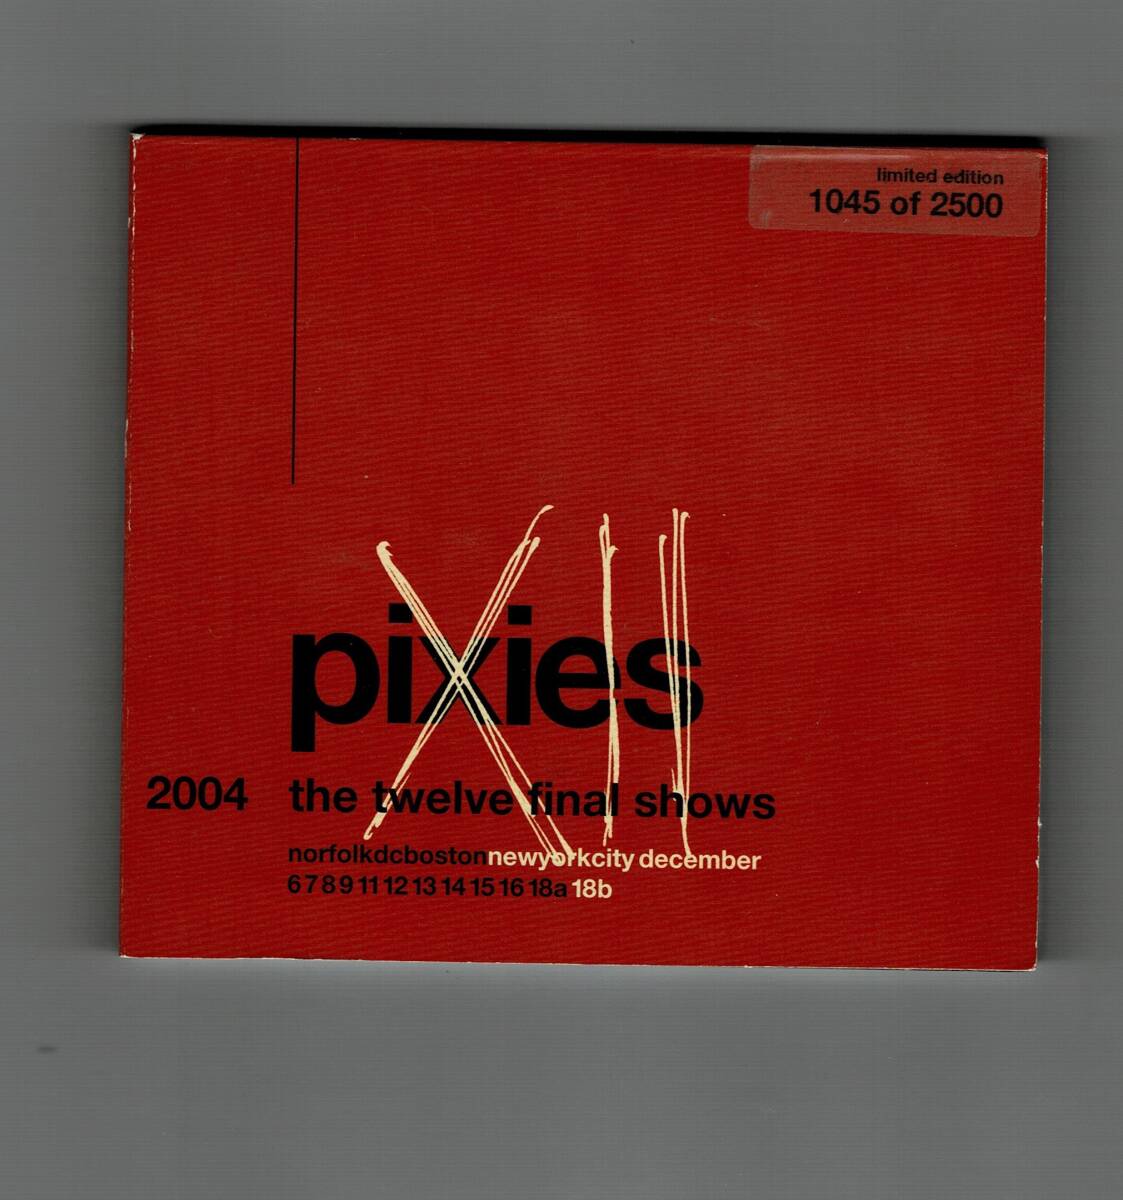 limited edition
1045 of 2500
pixies
XII
2004 the twelve final shows
norfolkdcbostonnewyorkcity december
6 7 8 9 11 12 13 14 15 16 18a 18b